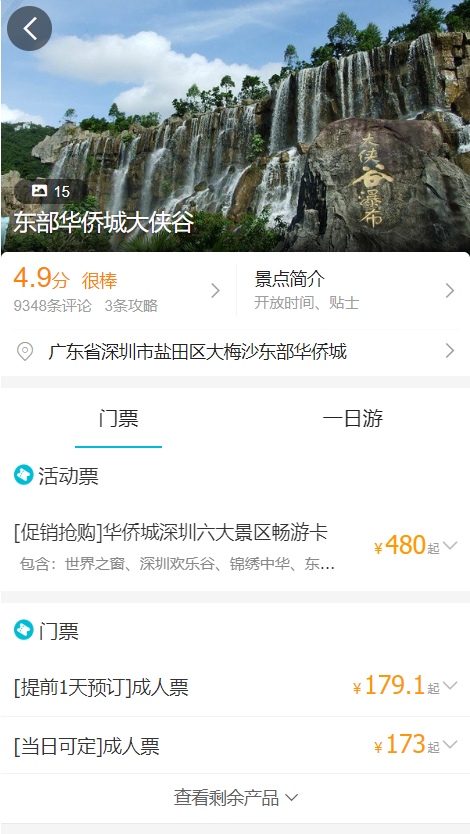 大侠
谷
瀑
布
15
东部华侨城大侠谷
4.9分 很棒
9348条评论 3条攻略
景点简介
开放时间、贴士
广东省深圳市盐田区大梅沙东部华侨城
门票 一日游
活动票
[促销抢购]华侨城深圳六大景区畅游卡
包含：世界之窗、深圳欢乐谷、锦绣中华、东...
¥480起
门票
[提前1天预订]成人票
¥179.1起
[当日可定]成人票
¥173起
查看剩余产品